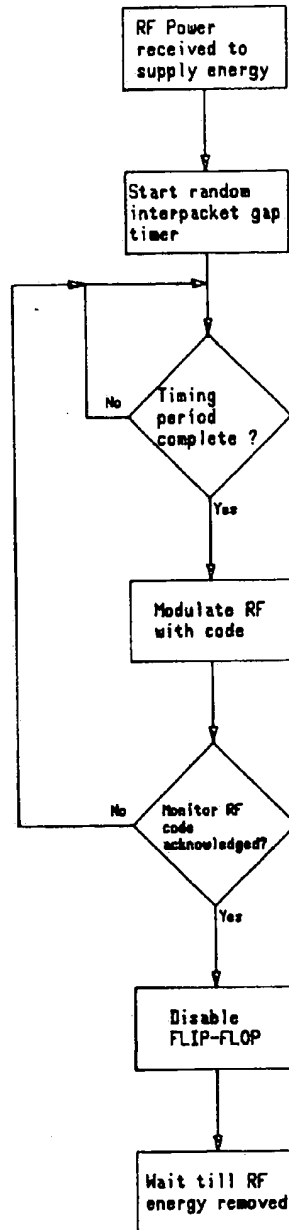 RF Power
received to
supply energy
Start random
interpacket gap
timer
No
Timing
period
complete ?
Yes
Modulate RF
with code
No
Monitor RF
code
acknowledged?
Yes
Disable
FLIP-FLOP
Wait till RF
energy removed